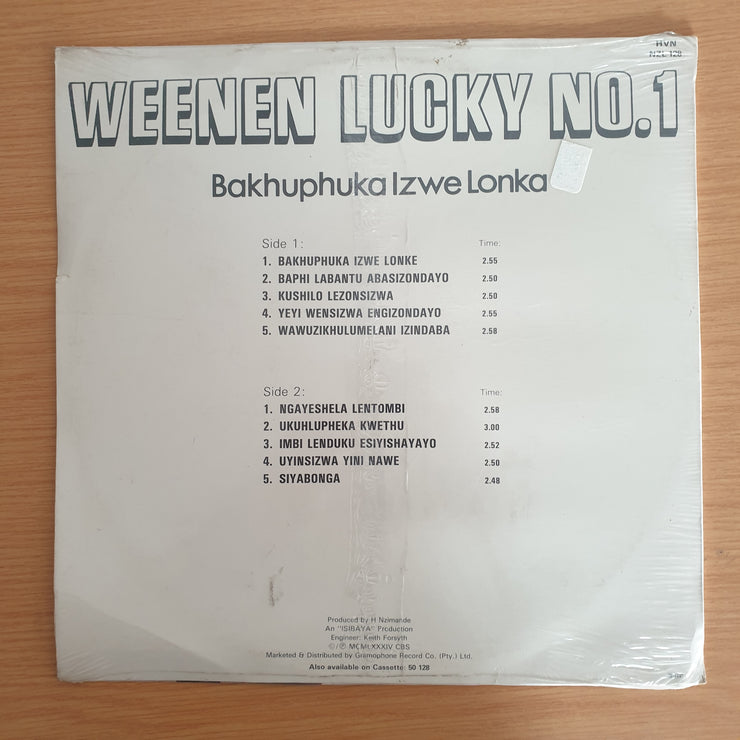 HVN
NZL 128
WEENEN LUCKY NO.1
Bakhuphuka Izwe Lonka
Side 1: Time:
1. BAKHUPHUKA IZWE LONKE 2.55
2. BAPHI LABANTU ABASIZONDAYO 2.50
3. KUSHILO LEZONSIZWA 2.50
4. YEYI WENSIZWA ENGIZONDAYO 2.55
5. WAWUZIKHULUMELANI IZINDABA 2.58
Side 2: Time:
1. NGAYESHELA LENTOMBI 2.58
2. UKUHLUPHEKA KWETHU 3.00
3. IMBI LENDUKU ESIYISHAYAYO 2.52
4. UYINSIZWA YINI NAWE 2.50
5. SIYABONGA 2.48
Produced by H Nzimande
An "ISIBAYA" Production
Engineer: Keith Forsyth
©/℗ MCMLXXXIV CBS
Marketed & Distributed by Gramophone Record Co. (Pty.) Ltd.
Also available on Cassette: 50 128